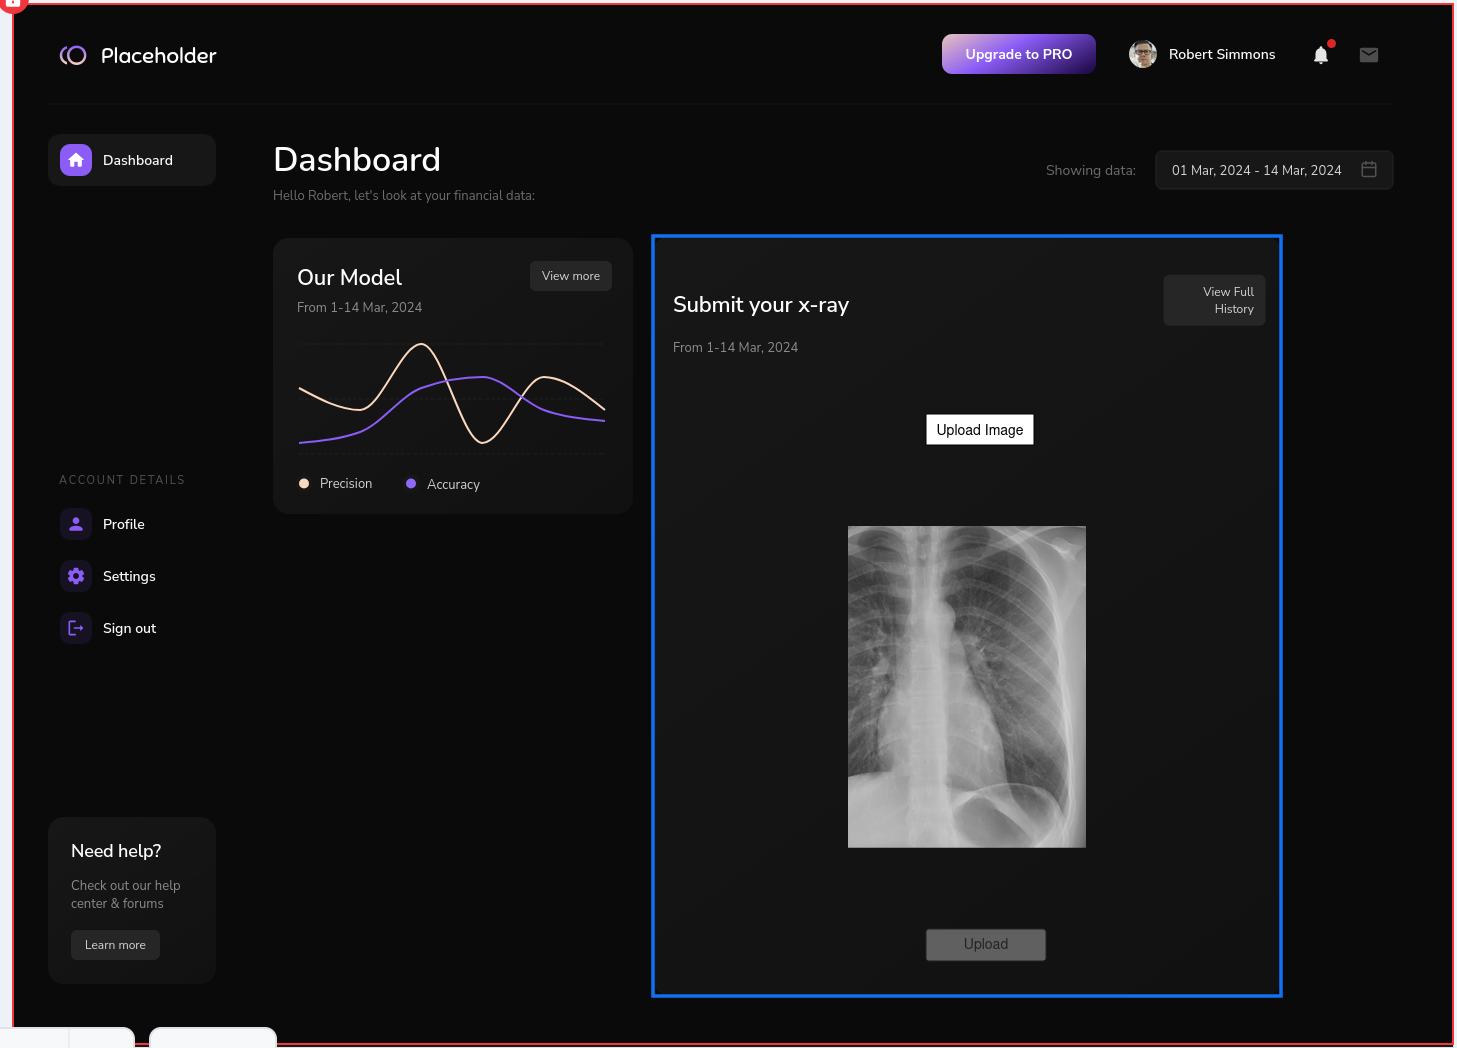 Placeholder
Upgrade to PRO
Robert Simmons
Dashboard
Dashboard
Hello Robert, let's look at your financial data:
Showing data:
01 Mar, 2024 - 14 Mar, 2024
Our Model
View more
From 1-14 Mar, 2024
Precision
Accuracy
Submit your x-ray
View Full
History
From 1-14 Mar, 2024
Upload Image
Upload
ACCOUNT DETAILS
Profile
Settings
Sign out
Need help?
Check out our help
center & forums
Learn more